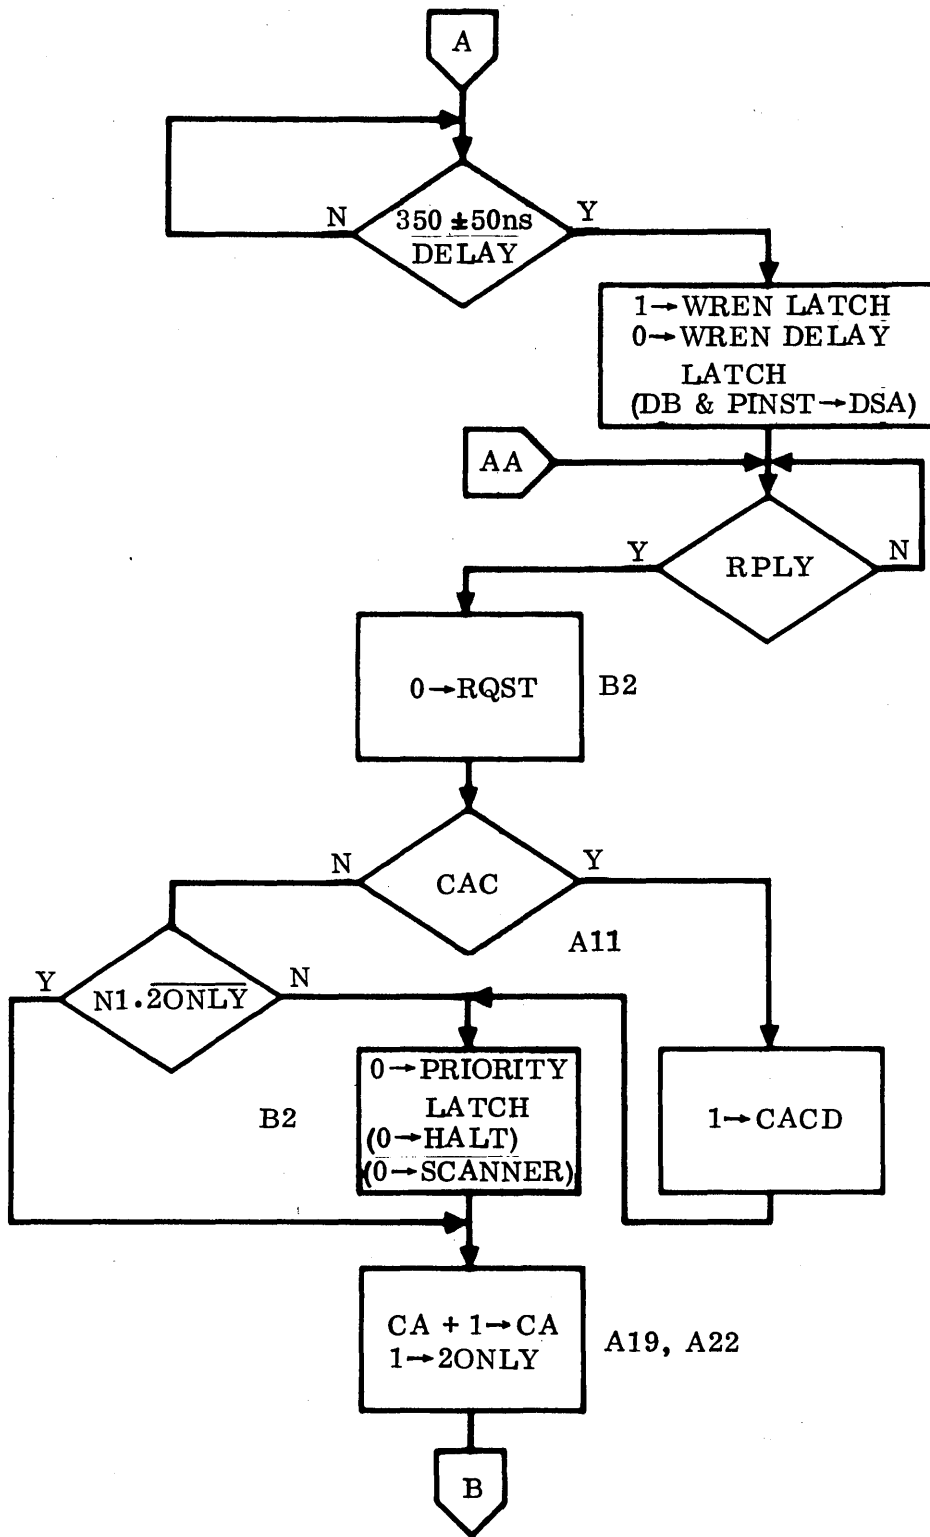 A
N
350 ±50ns
Y
DELAY
1→WREN LATCH
0→WREN DELAY
LATCH
(DB & PINST→DSA)
AA
Y
RPLY
N
0→RQST
B2
N
CAC
Y
A11
Y
N1.2ONLY
N
0→PRIORITY
LATCH
(0→HALT)
(0→SCANNER)
B2
1→CACD
CA + 1→CA
1→2ONLY
A19, A22
B